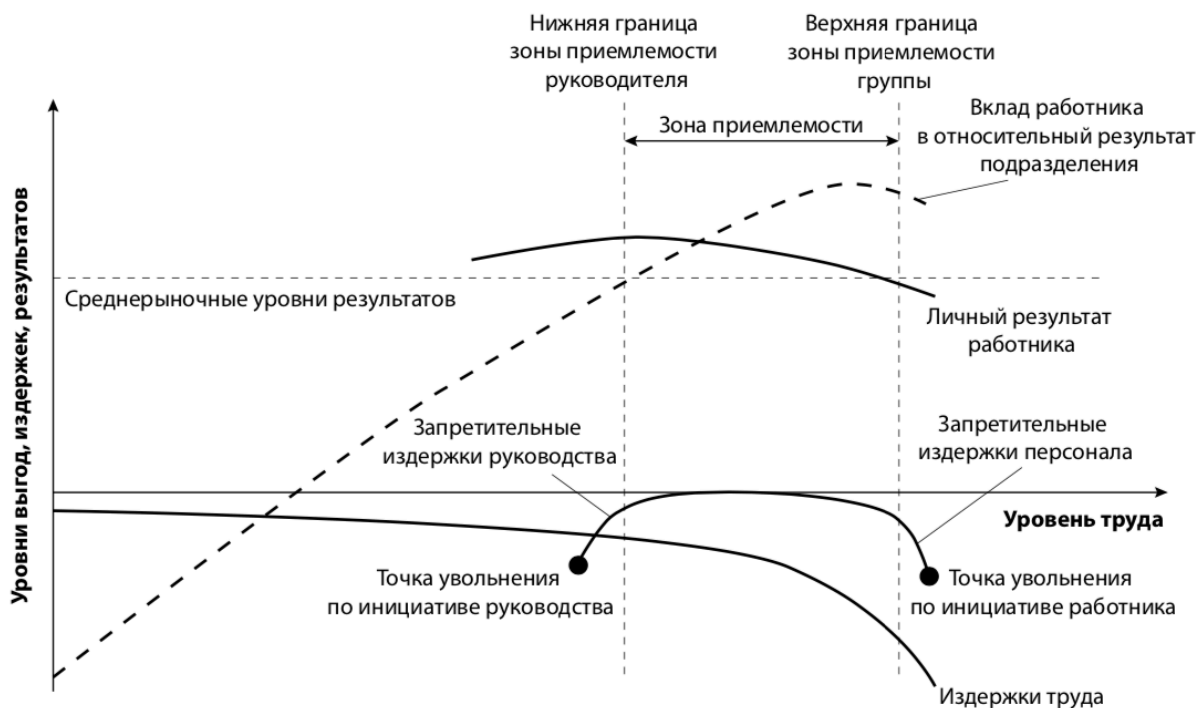 Нижняя граница
зоны приемлемости
руководителя
Верхняя граница
зоны приемлемости
группы
Зона приемлемости
Вклад работника
в относительный результат
подразделения
Уровни выгод, издержек, результатов
Среднерыночные уровни результатов
Личный результат
работника
Запретительные
издержки руководства
Запретительные
издержки персонала
Уровень труда
Точка увольнения
по инициативе руководства
Точка увольнения
по инициативе работника
Издержки труда